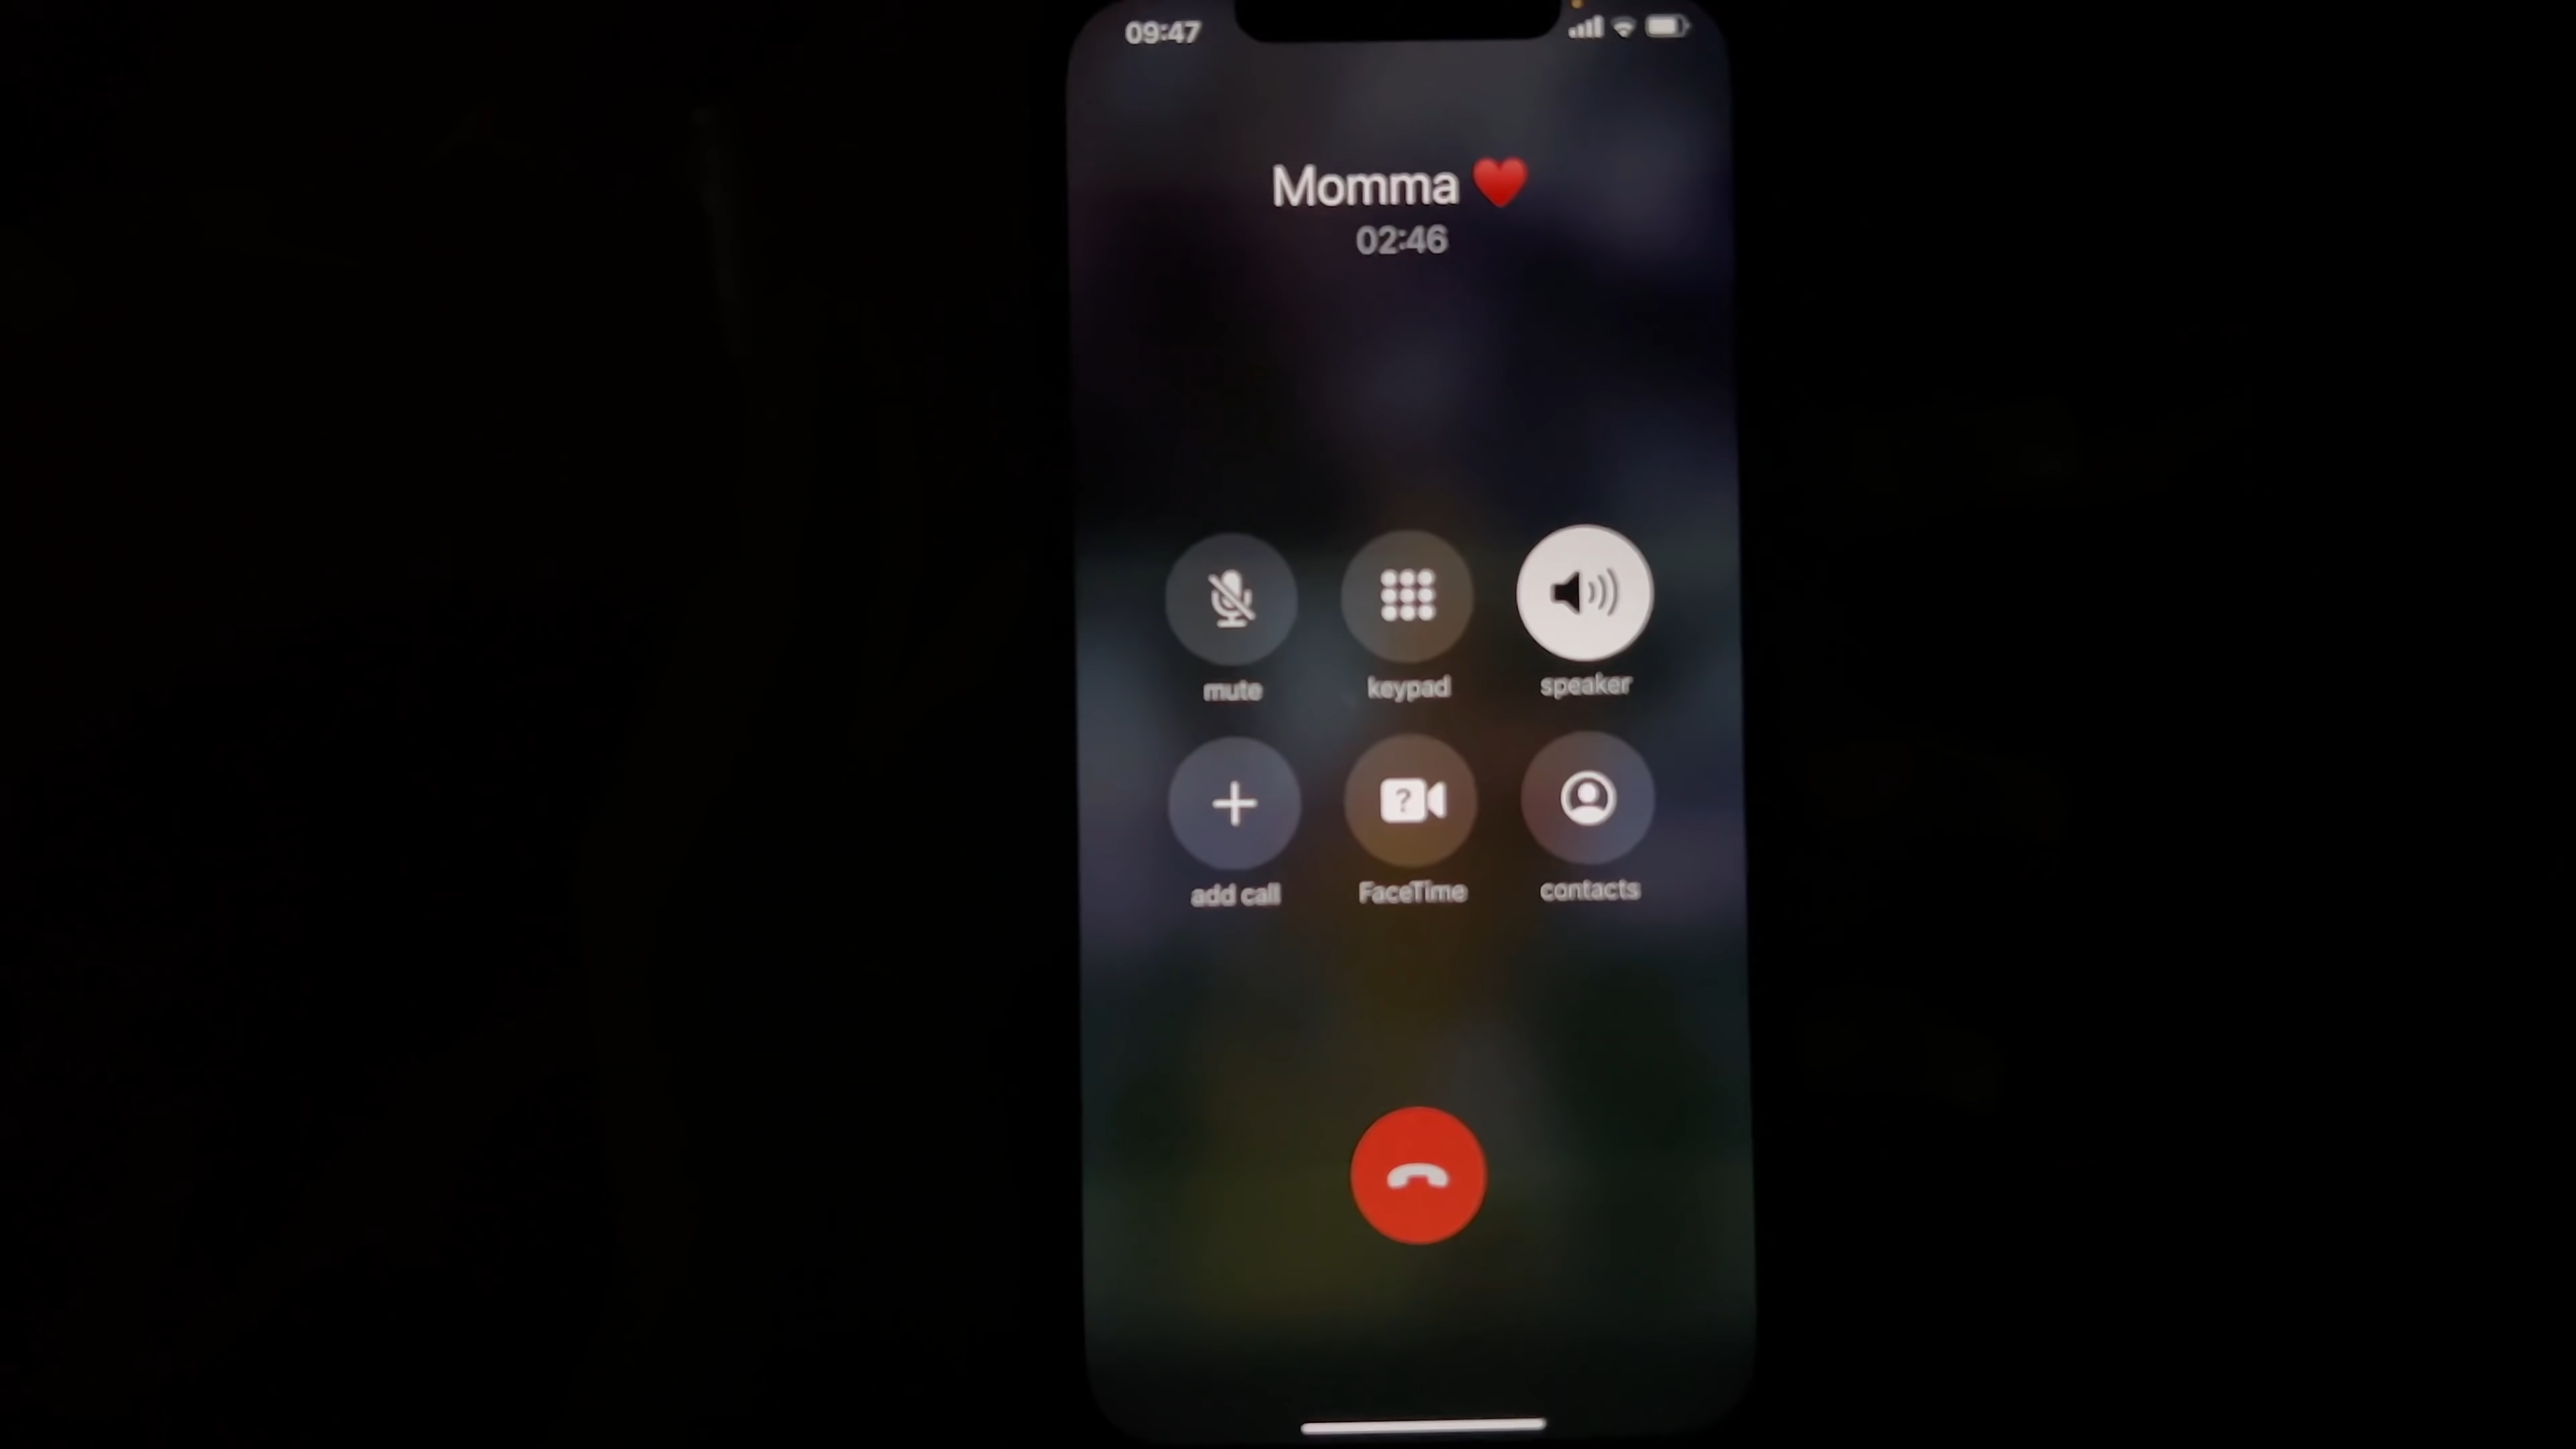 09:47
Momma ❤️
02:46
mute
keypad
speaker
add call
FaceTime
contacts